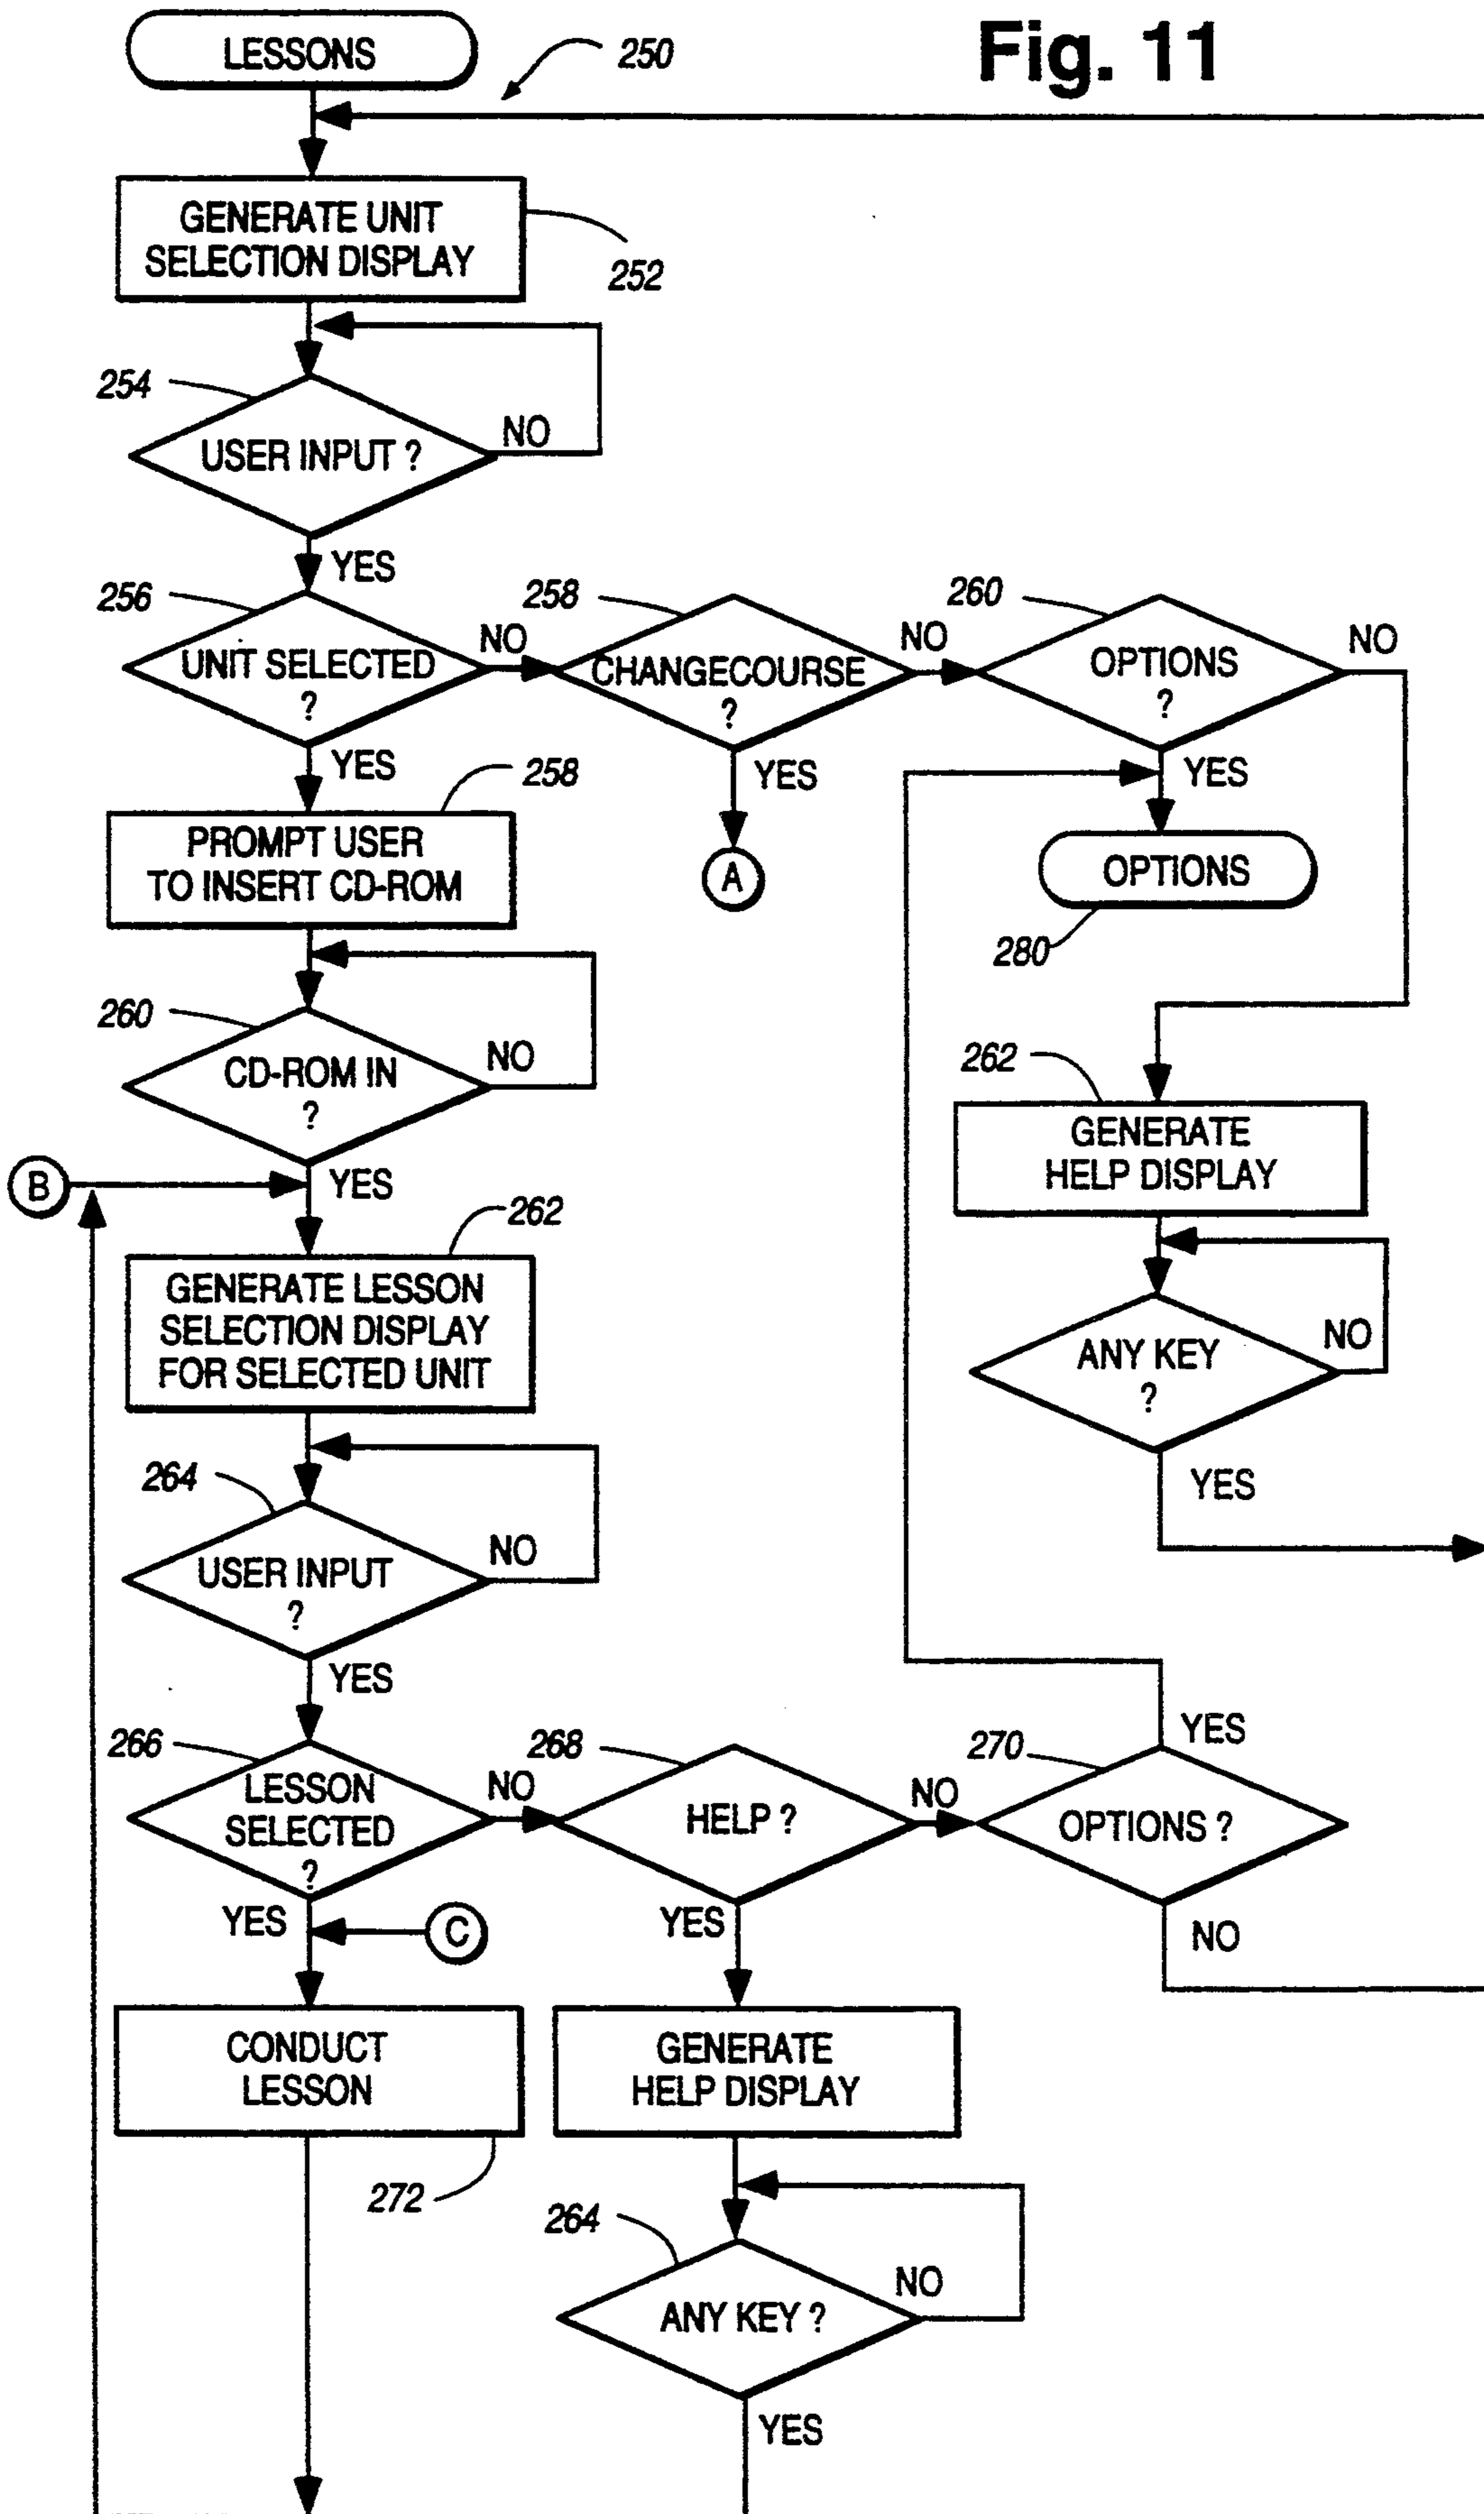 Fig. 11
LESSONS
250
GENERATE UNIT
SELECTION DISPLAY
252
254
USER INPUT ?
NO
YES
256
UNIT SELECTED
?
NO
258
CHANGECOURSE
?
NO
260
OPTIONS
?
NO
YES
258
YES
YES
PROMPT USER
TO INSERT CD-ROM
A
OPTIONS
280
260
CD-ROM IN
?
NO
262
GENERATE
HELP DISPLAY
B
YES
262
GENERATE LESSON
SELECTION DISPLAY
FOR SELECTED UNIT
ANY KEY
?
NO
YES
264
USER INPUT
?
NO
YES
266
LESSON
SELECTED
?
NO
268
HELP ?
NO
270
OPTIONS ?
YES
YES
C
YES
NO
CONDUCT
LESSON
272
GENERATE
HELP DISPLAY
264
ANY KEY ?
NO
YES